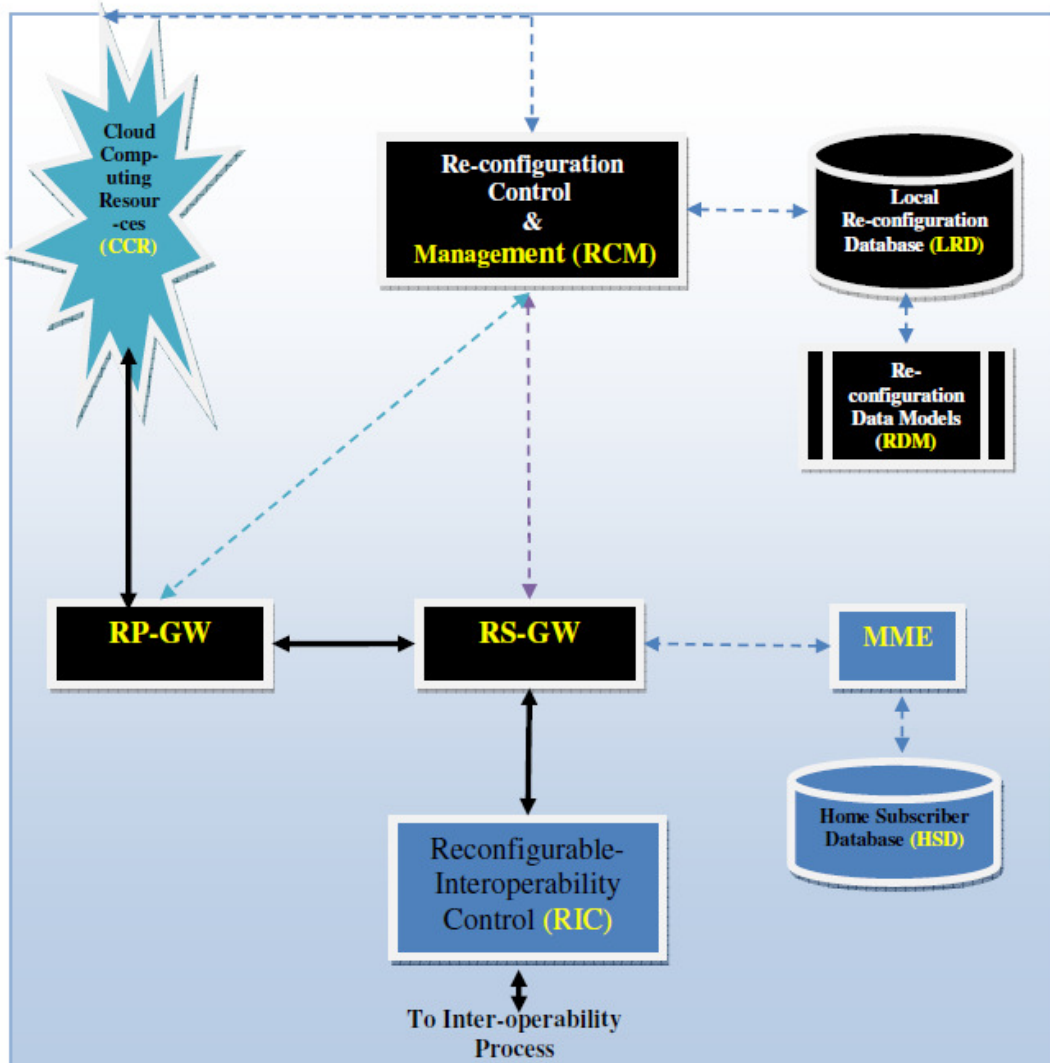 Cloud
Comp-
uting
Resour
-ces
(CCR)
Re-configuration
Control
&
Management (RCM)
Local
Re-configuration
Database (LRD)
Re-
configuration
Data Models
(RDM)
RP-GW
RS-GW
MME
Home Subscriber
Database (HSD)
Reconfigurable-
Interoperability
Control (RIC)
To Inter-operability
Process